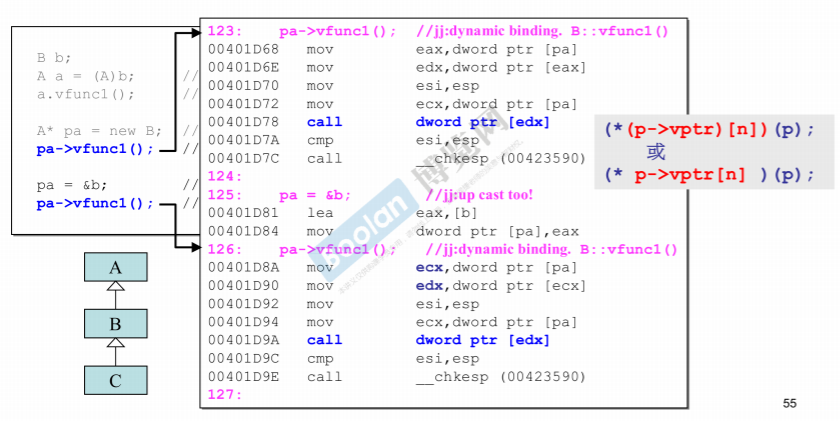 B b;
A a = (A)b; //
a.vfunc1(); //
A* pa = new B; //
pa->vfunc1(); //
pa = &b; //
pa->vfunc1(); //
123: pa->vfunc1(); //jj:dynamic binding. B::vfunc1()
00401D68 mov eax,dword ptr [pa]
00401D6E mov edx,dword ptr [eax]
00401D70 mov esi,esp
00401D72 mov ecx,dword ptr [pa]
00401D78 call dword ptr [edx]
00401D7A cmp esi,esp
00401D7C call __chkesp (00423590)
124:
125: pa = &b; //jj:up cast too!
00401D81 lea eax,[b]
00401D84 mov dword ptr [pa],eax
126: pa->vfunc1(); //jj:dynamic binding. B::vfunc1()
00401D8A mov ecx,dword ptr [pa]
00401D90 mov edx,dword ptr [ecx]
00401D92 mov esi,esp
00401D94 mov ecx,dword ptr [pa]
00401D9A call dword ptr [edx]
00401D9C cmp esi,esp
00401D9E call __chkesp (00423590)
127:
(*(p->vptr)[n])(p);
或
(* p->vptr[n] )(p);
A
B
C
Boolan 博览网
55